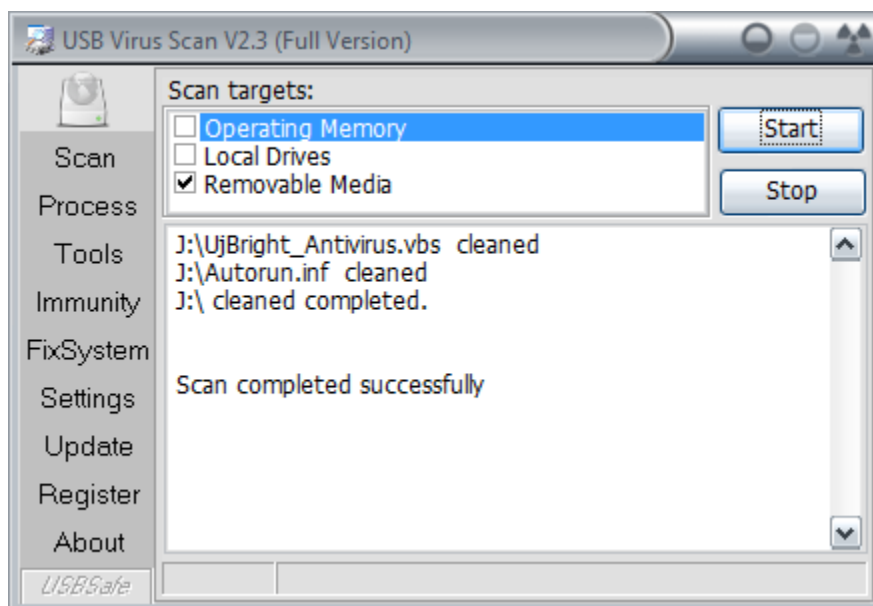 USB Virus Scan V2.3 (Full Version)
Scan
Process
Tools
Immunity
FixSystem
Settings
Update
Register
About
USBSafe
Scan targets:
Operating Memory
Local Drives
Removable Media
Start
Stop
J:\UjBright_Antivirus.vbs cleaned
J:\Autorun.inf cleaned
J:\ cleaned completed.
Scan completed successfully